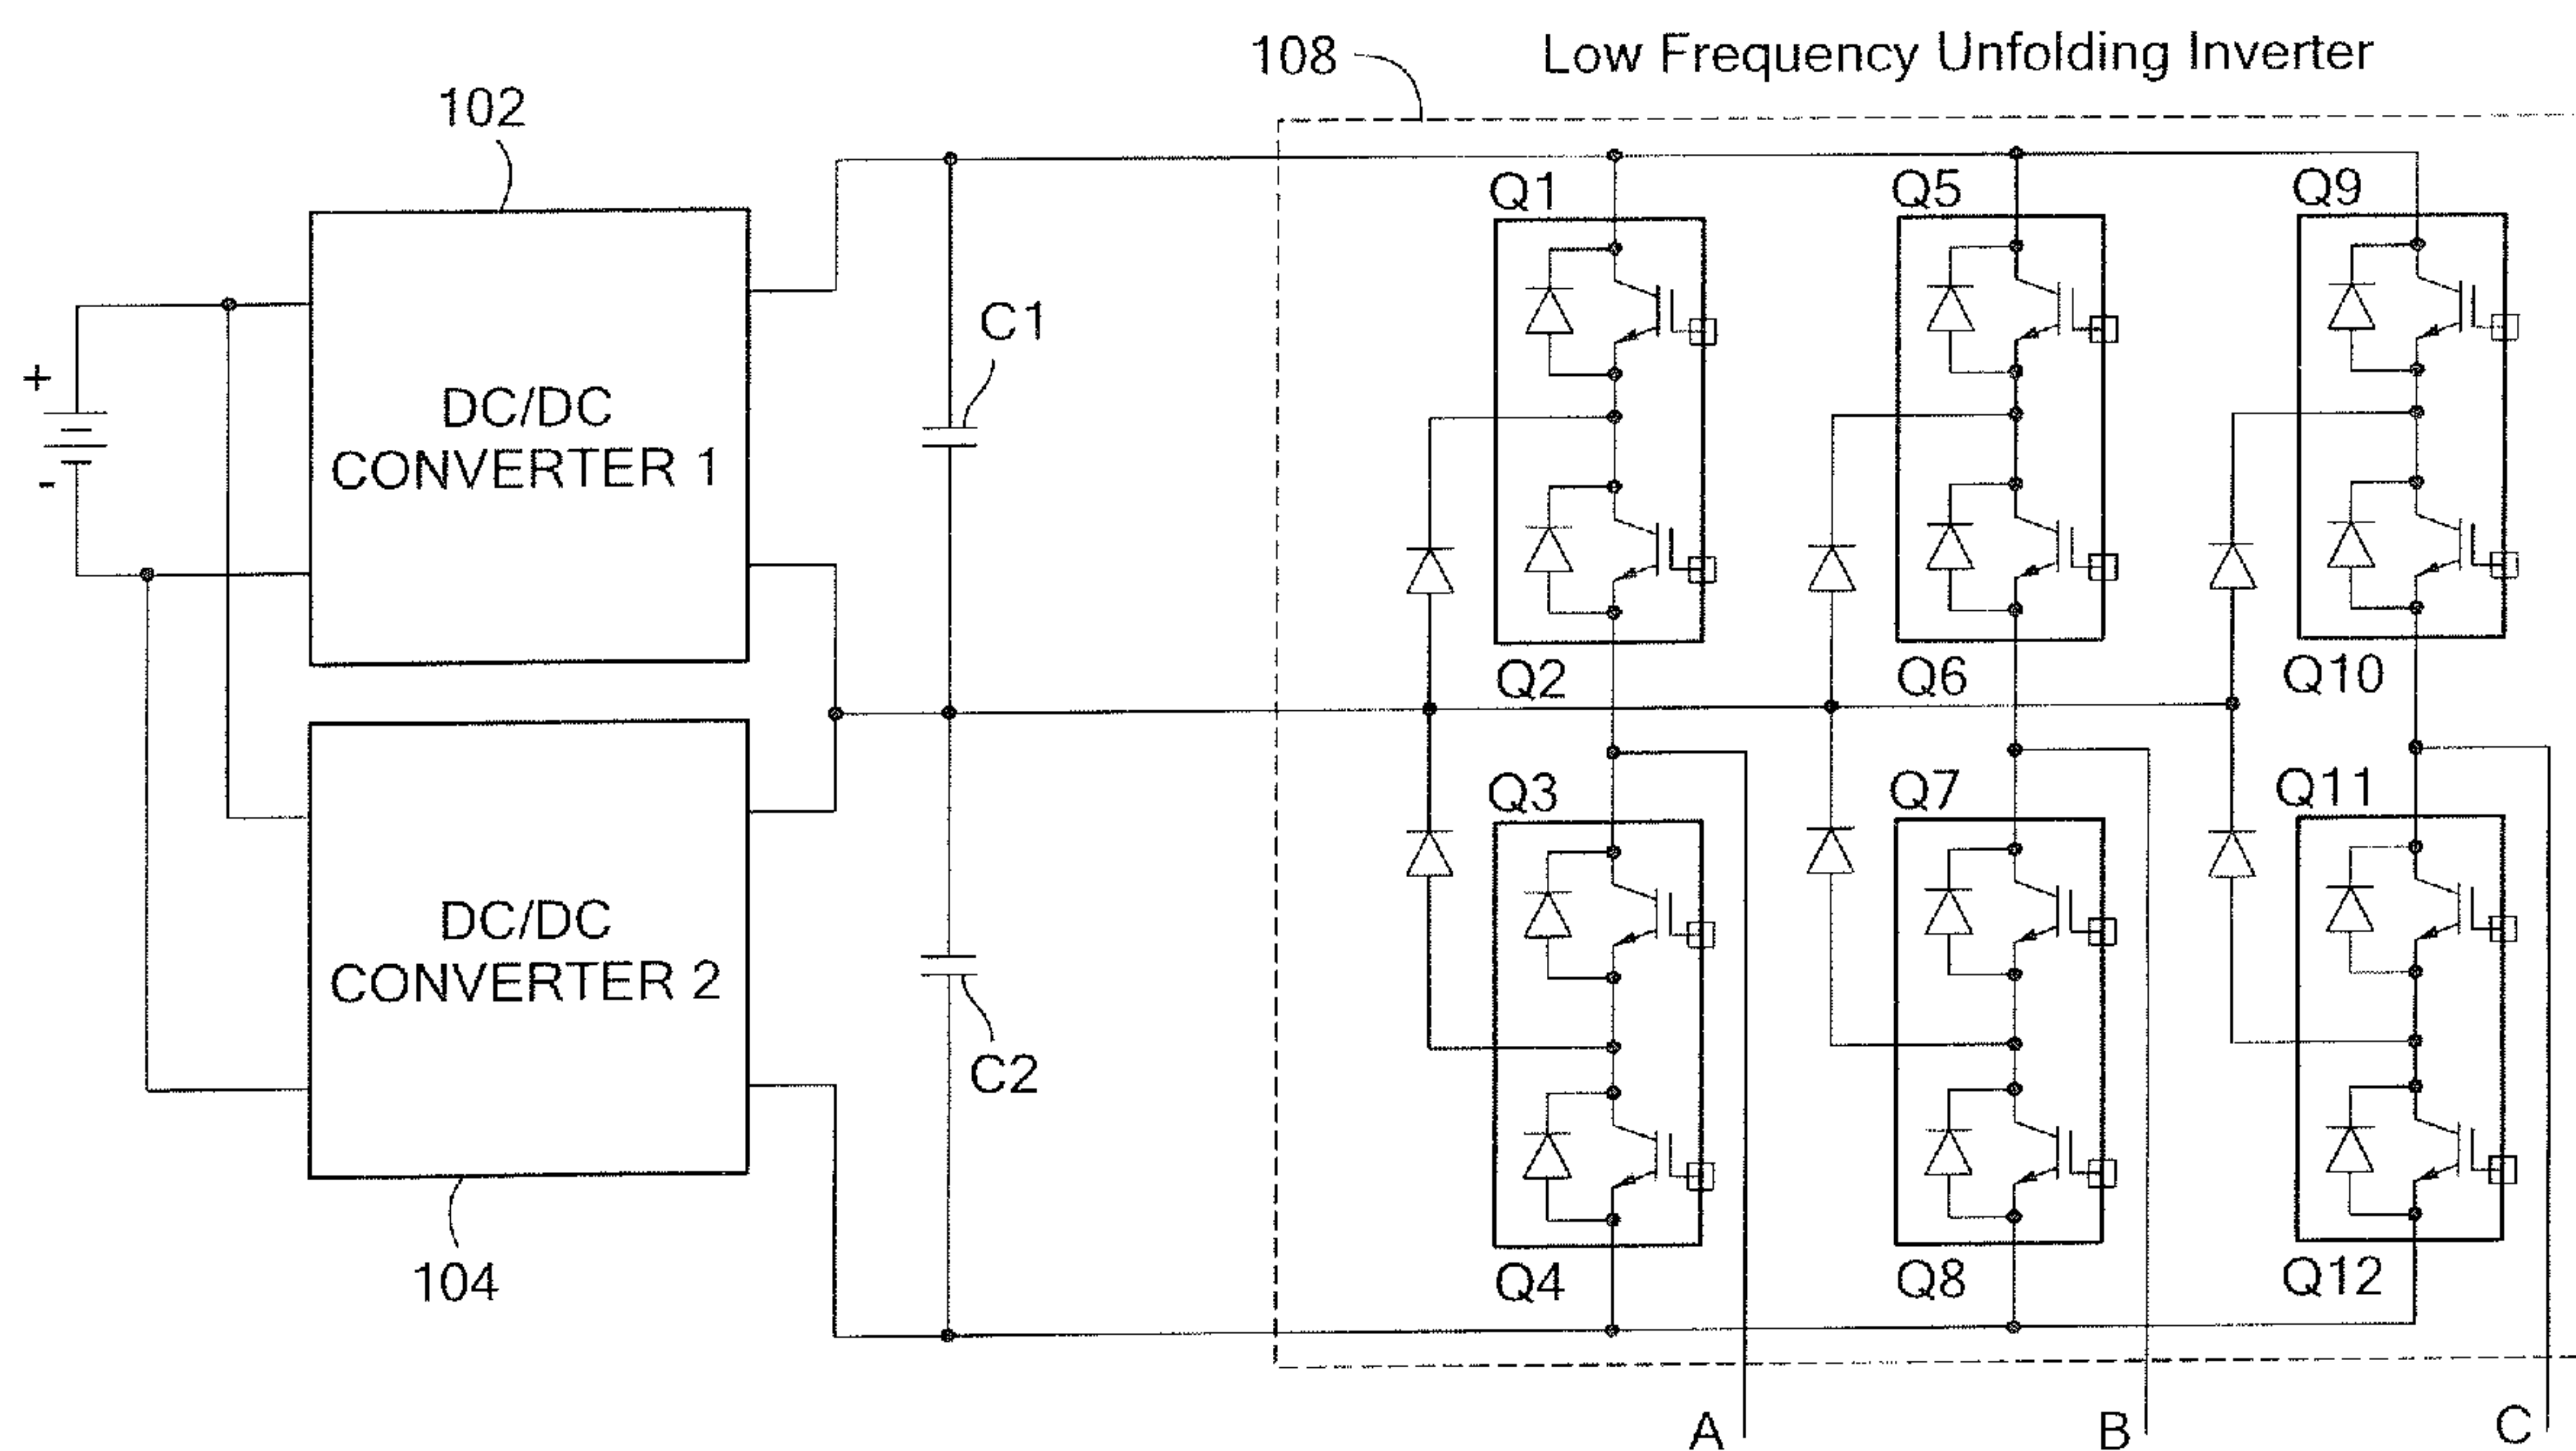 108
Low Frequency Unfolding Inverter
102
Q1
Q5
Q9
+
-
DC/DC
CONVERTER 1
C1
Q2
Q6
Q10
Q3
Q7
Q11
DC/DC
CONVERTER 2
C2
104
Q4
Q8
Q12
A
B
C